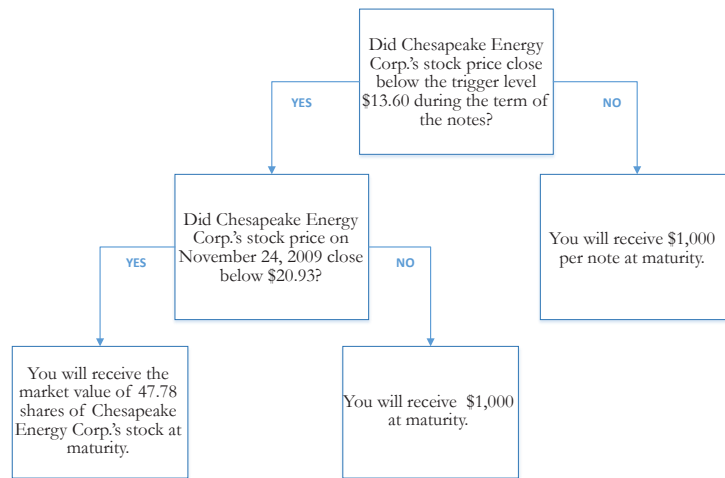 Did Chesapeake Energy
Corp.'s stock price close
below the trigger level
$13.60 during the term of
the notes?
YES
NO
Did Chesapeake Energy
Corp.'s stock price on
November 24, 2009 close
below $20.93?
You will receive $1,000
per note at maturity.
YES
NO
You will receive the
market value of 47.78
shares of Chesapeake
Energy Corp.'s stock at
maturity.
You will receive $1,000
at maturity.